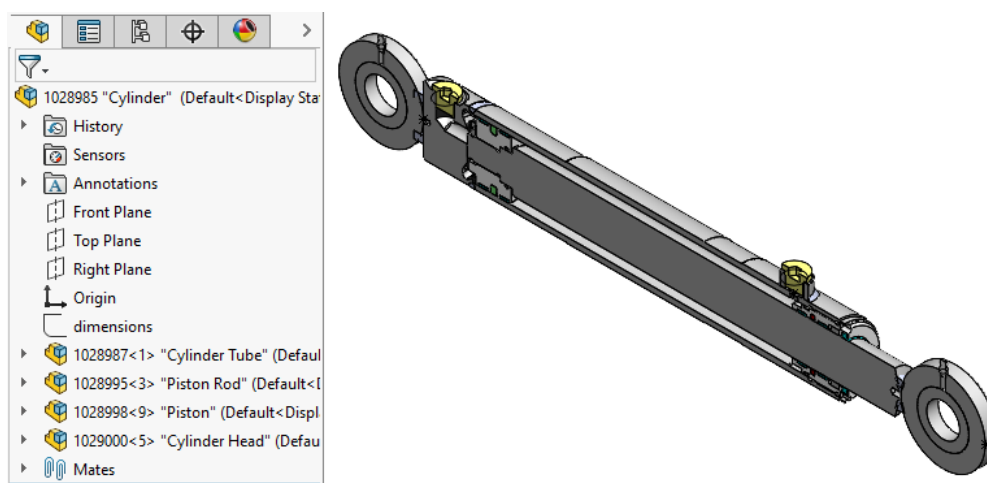 1028985 "Cylinder" (Default<Display Sta
History
Sensors
Annotations
Front Plane
Top Plane
Right Plane
Origin
dimensions
1028987<1> "Cylinder Tube" (Defaul
1028995<3> "Piston Rod" (Default<
1028998<9> "Piston" (Default<Displ
1029000<5> "Cylinder Head" (Defau
Mates